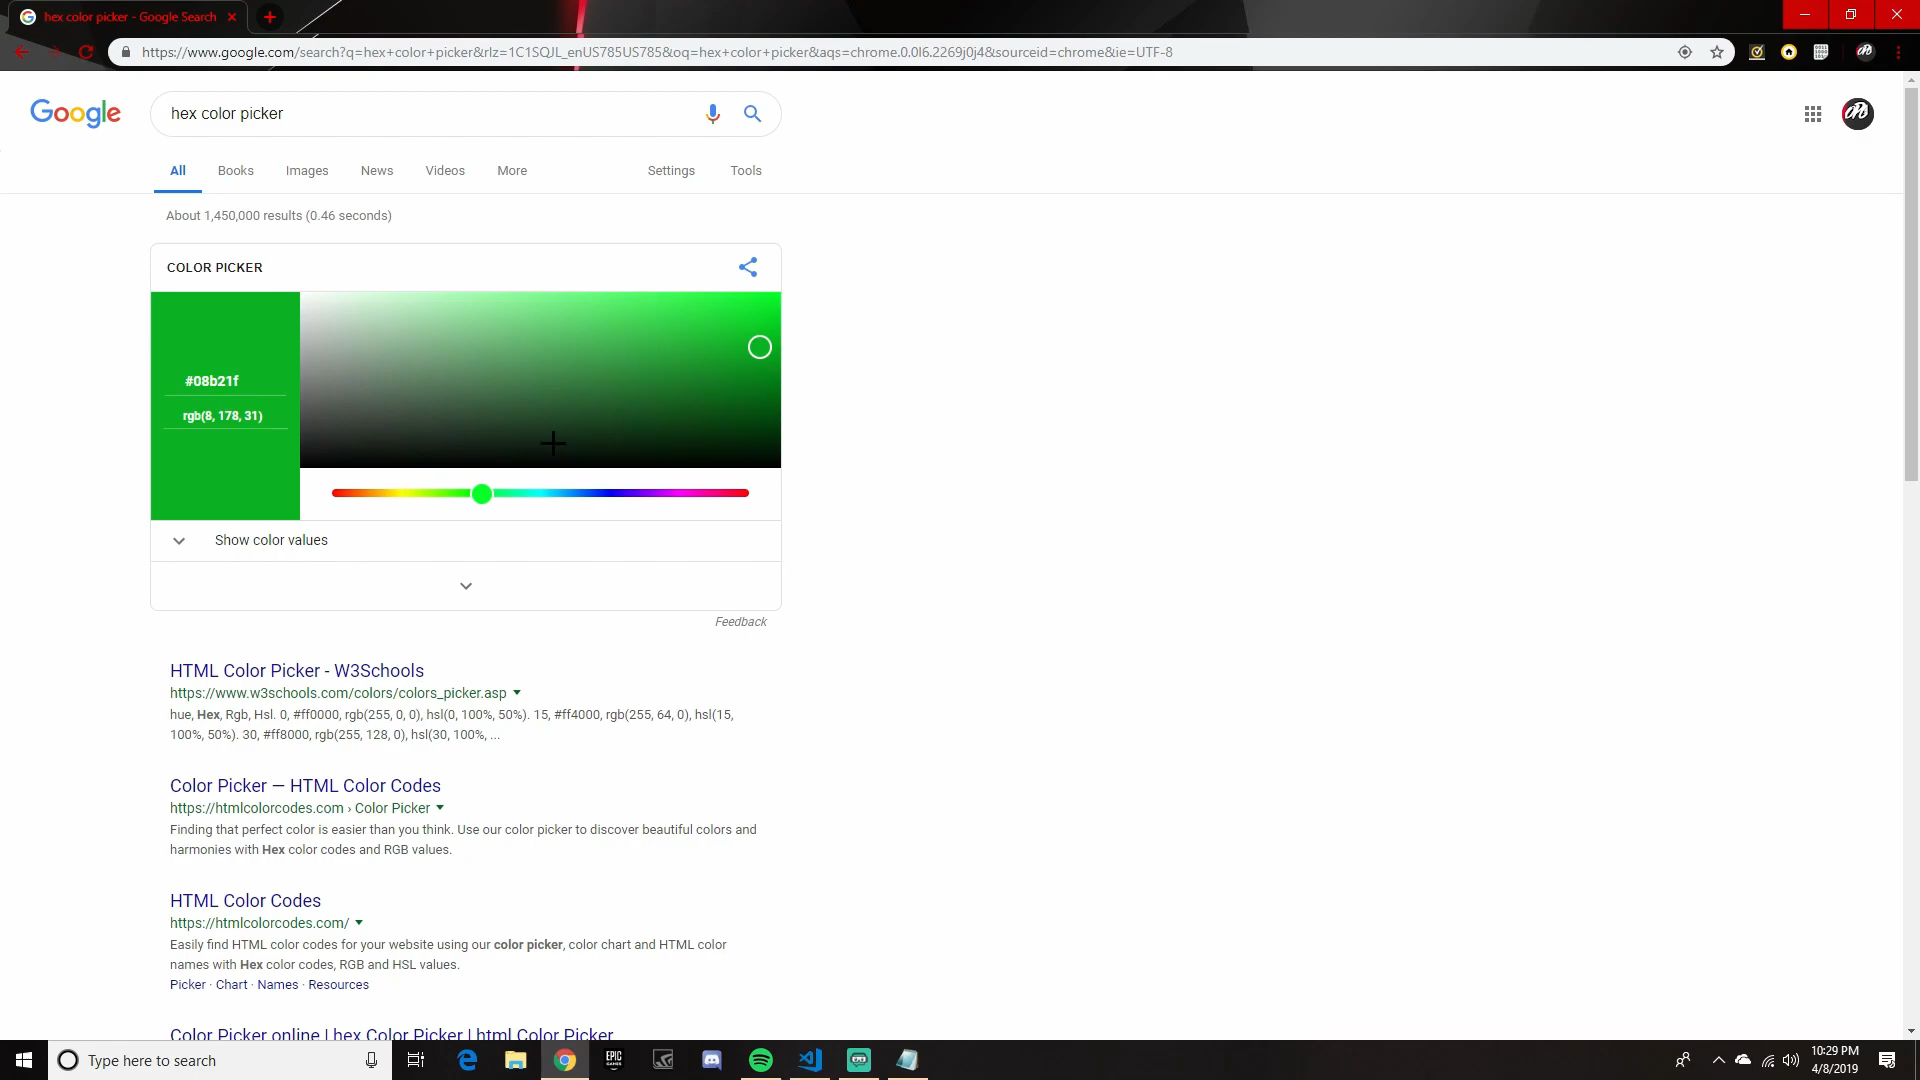 hex color picker - Google Search
https://www.google.com/search?q=hex+color+picker&rlz=1C1SQJL_enUS785US785&oq=hex+color+picker&aqs=chrome.0.0l6.2269j0j4&sourceid=chrome&ie=UTF-8
Google
hex color picker
All Books Images News Videos More Settings Tools
About 1,450,000 results (0.46 seconds)
COLOR PICKER
#08b21f
rgb(8, 178, 31)
Show color values
Feedback
HTML Color Picker - W3Schools
https://www.w3schools.com/colors/colors_picker.asp
hue, Hex, Rgb, Hsl. 0, #ff0000, rgb(255, 0, 0), hsl(0, 100%, 50%). 15, #ff4000, rgb(255, 64, 0), hsl(15,
100%, 50%). 30, #ff8000, rgb(255, 128, 0), hsl(30, 100%, ...
Color Picker — HTML Color Codes
https://htmlcolorcodes.com › Color Picker
Finding that perfect color is easier than you think. Use our color picker to discover beautiful colors and
harmonies with Hex color codes and RGB values.
HTML Color Codes
https://htmlcolorcodes.com/
Easily find HTML color codes for your website using our color picker, color chart and HTML color
names with Hex color codes, RGB and HSL values.
Picker · Chart · Names · Resources
Color Picker online | hex Color Picker | html Color Picker
Type here to search
EPIC
GAMES
10:29 PM
4/8/2019